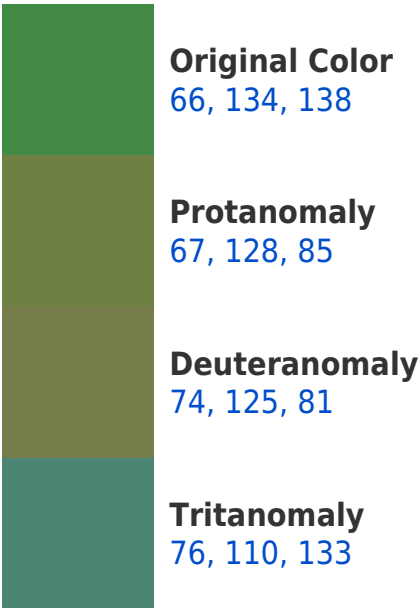 Original Color
66, 134, 138
Protanomaly
67, 128, 85
Deuteranomaly
74, 125, 81
Tritanomaly
76, 110, 133